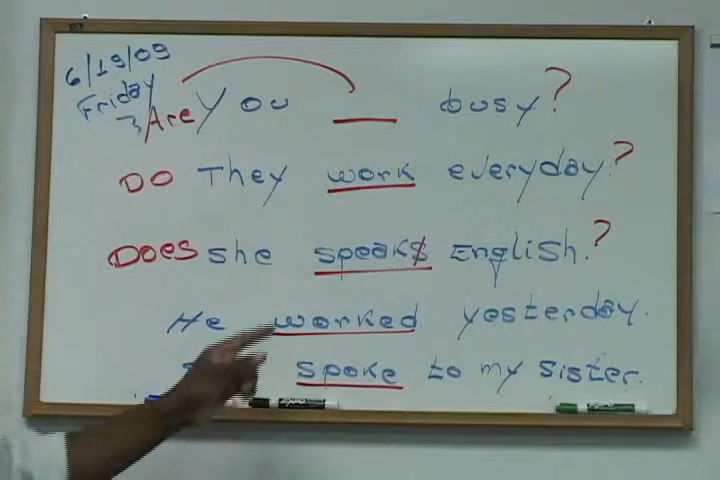 6/19/09
Friday
Are you __ busy?
DO They work everyday.?
DOES she speaks English.?
He worked yesterday.
spoke to my sister.